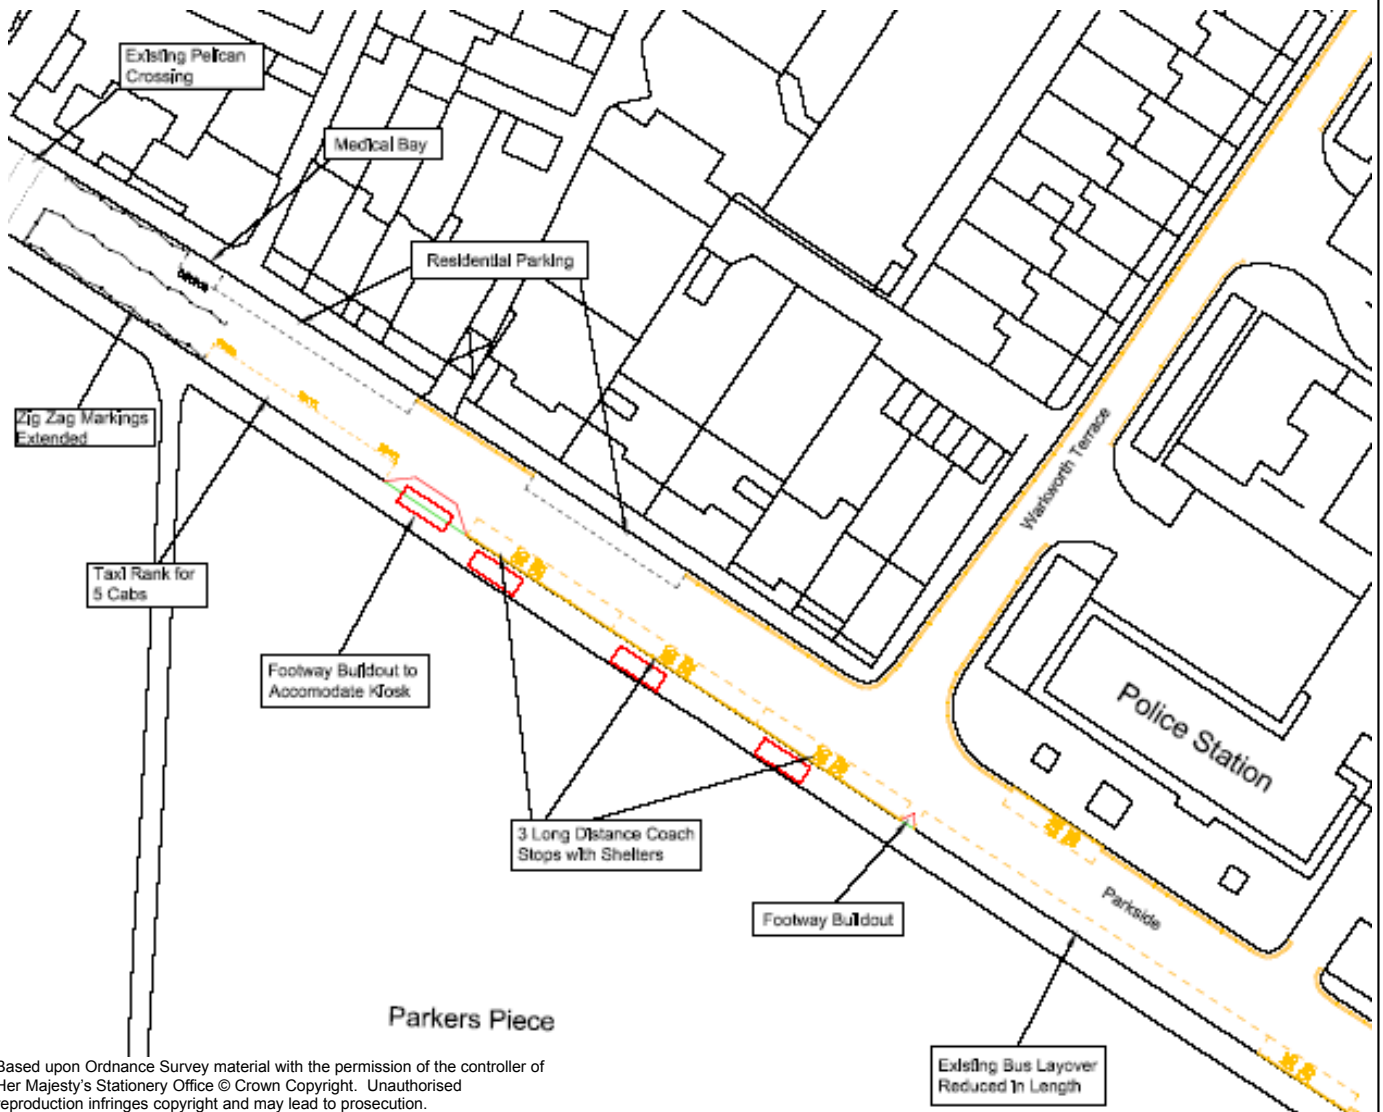 Existing Pelican
Crossing
Medical Bay
Residential Parking
Zig Zag Markings
Extended
Taxi Rank for
5 Cabs
Footway Buildout to
Accomodate Kiosk
3 Long Distance Coach
Stops with Shelters
Footway Buildout
Existing Bus Layover
Reduced in Length
Warkworth Terrace
Police Station
Parkside
Parkers Piece
Based upon Ordnance Survey material with the permission of the controller of
Her Majesty's Stationery Office © Crown Copyright. Unauthorised
reproduction infringes copyright and may lead to prosecution.